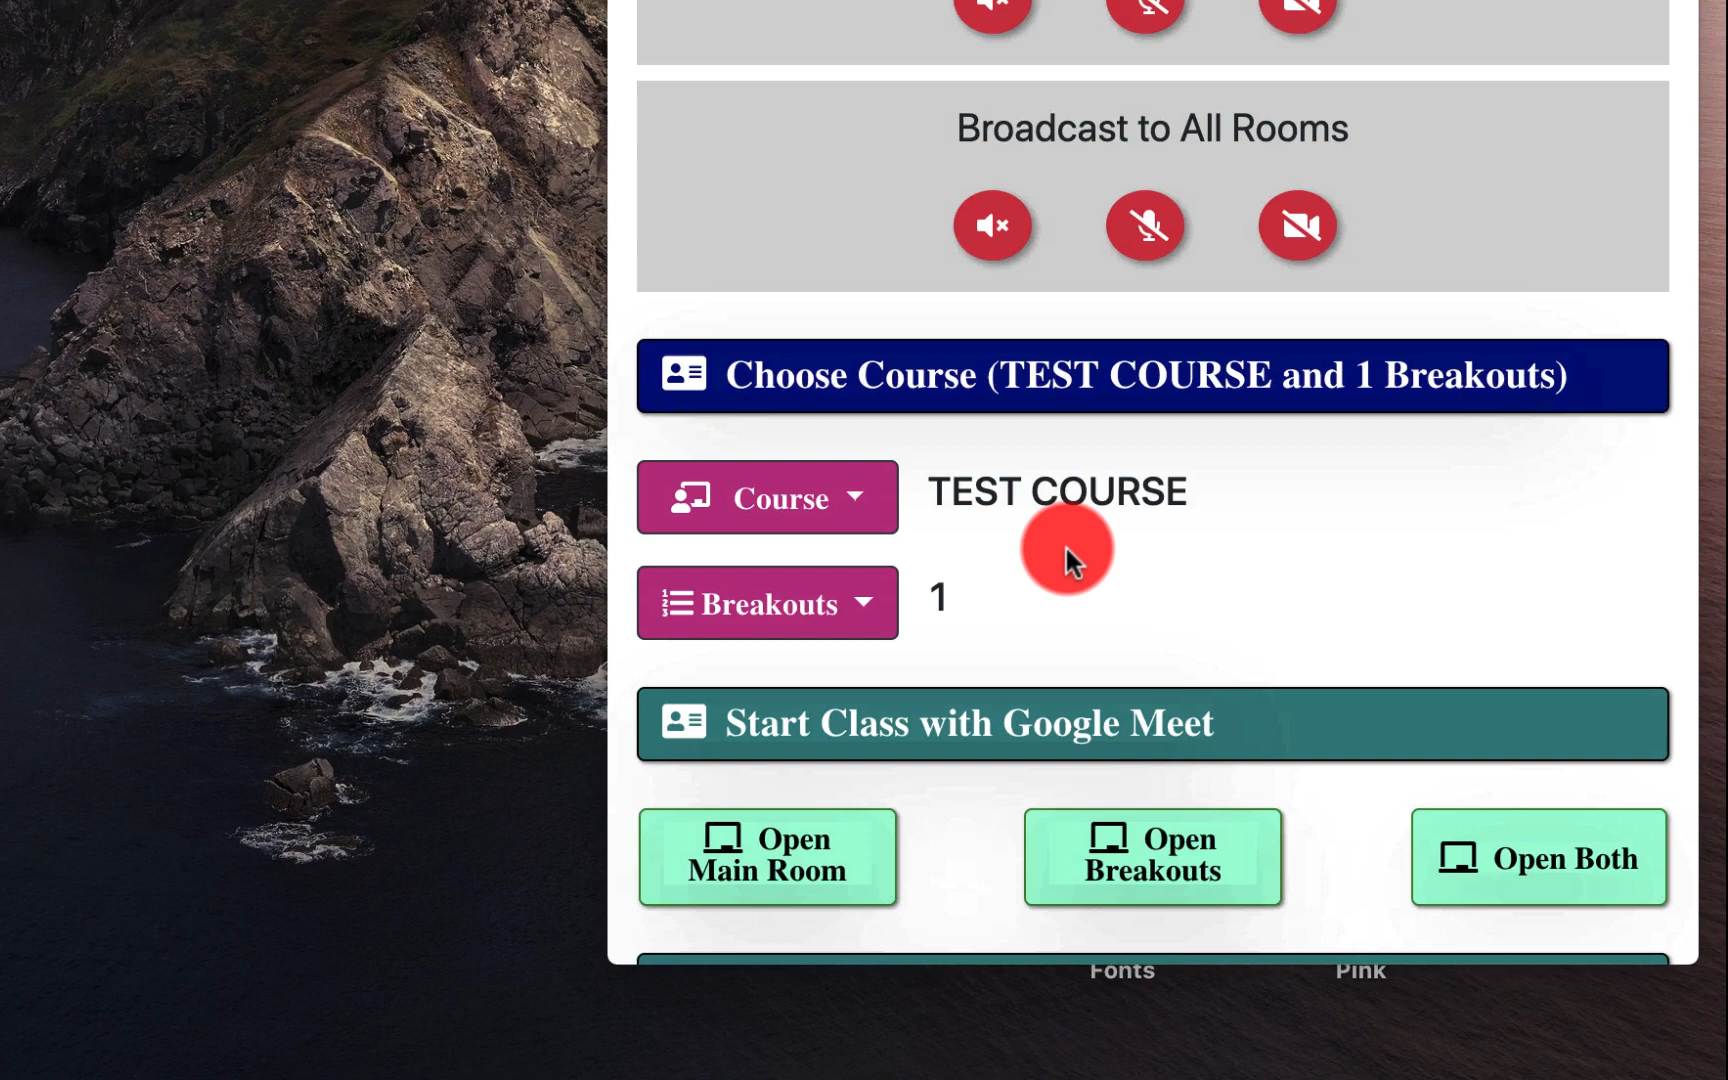 Broadcast to All Rooms
Choose Course (TEST COURSE and 1 Breakouts)
Course
TEST COURSE
Breakouts
1
Start Class with Google Meet
Open
Main Room
Open
Breakouts
Open Both
Fonts
Pink